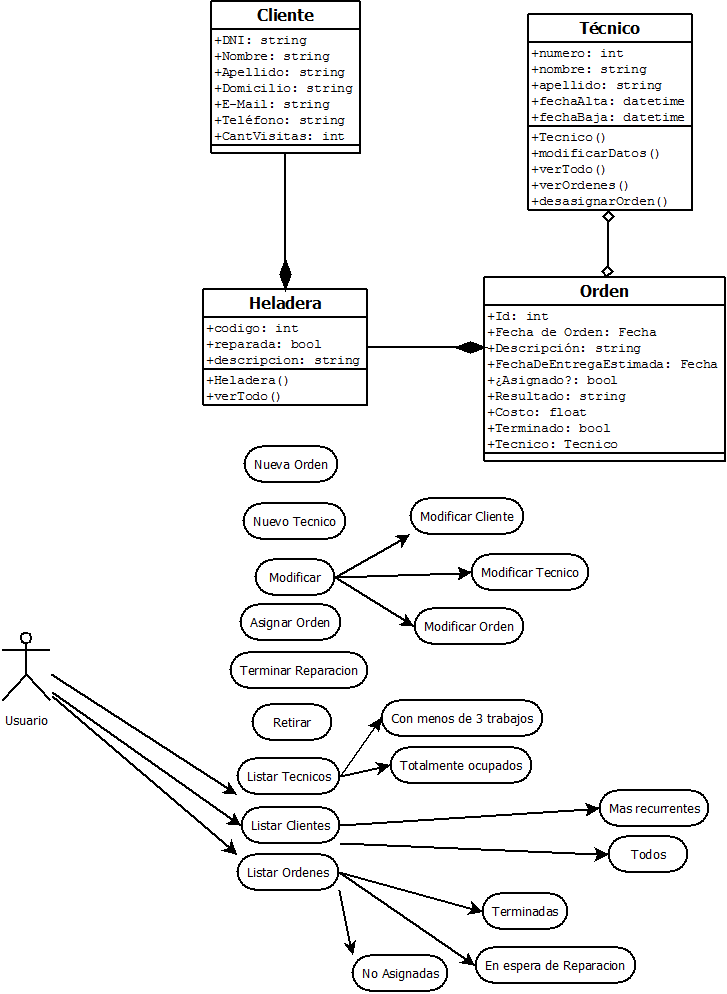 Cliente
+DNI: string
+Nombre: string
+Apellido: string
+Domicilio: string
+E-Mail: string
+Teléfono: string
+CantVisitas: int
Técnico
+numero: int
+nombre: string
+apellido: string
+fechaAlta: datetime
+fechaBaja: datetime
+Tecnico()
+modificarDatos()
+verTodo()
+verOrdenes()
+desasignarOrden()
Heladera
+codigo: int
+reparada: bool
+descripcion: string
+Heladera()
+verTodo()
Orden
+Id: int
+Fecha de Orden: Fecha
+Descripción: string
+FechaDeEntregaEstimada: Fecha
+¿Asignado?: bool
+Resultado: string
+Costo: float
+Terminado: bool
+Tecnico: Tecnico
Nueva Orden
Nuevo Tecnico
Modificar
Modificar Cliente
Modificar Tecnico
Modificar Orden
Asignar Orden
Terminar Reparacion
Retirar
Usuario
Listar Tecnicos
Con menos de 3 trabajos
Totalmente ocupados
Listar Clientes
Mas recurrentes
Todos
Listar Ordenes
Terminadas
En espera de Reparacion
No Asignadas